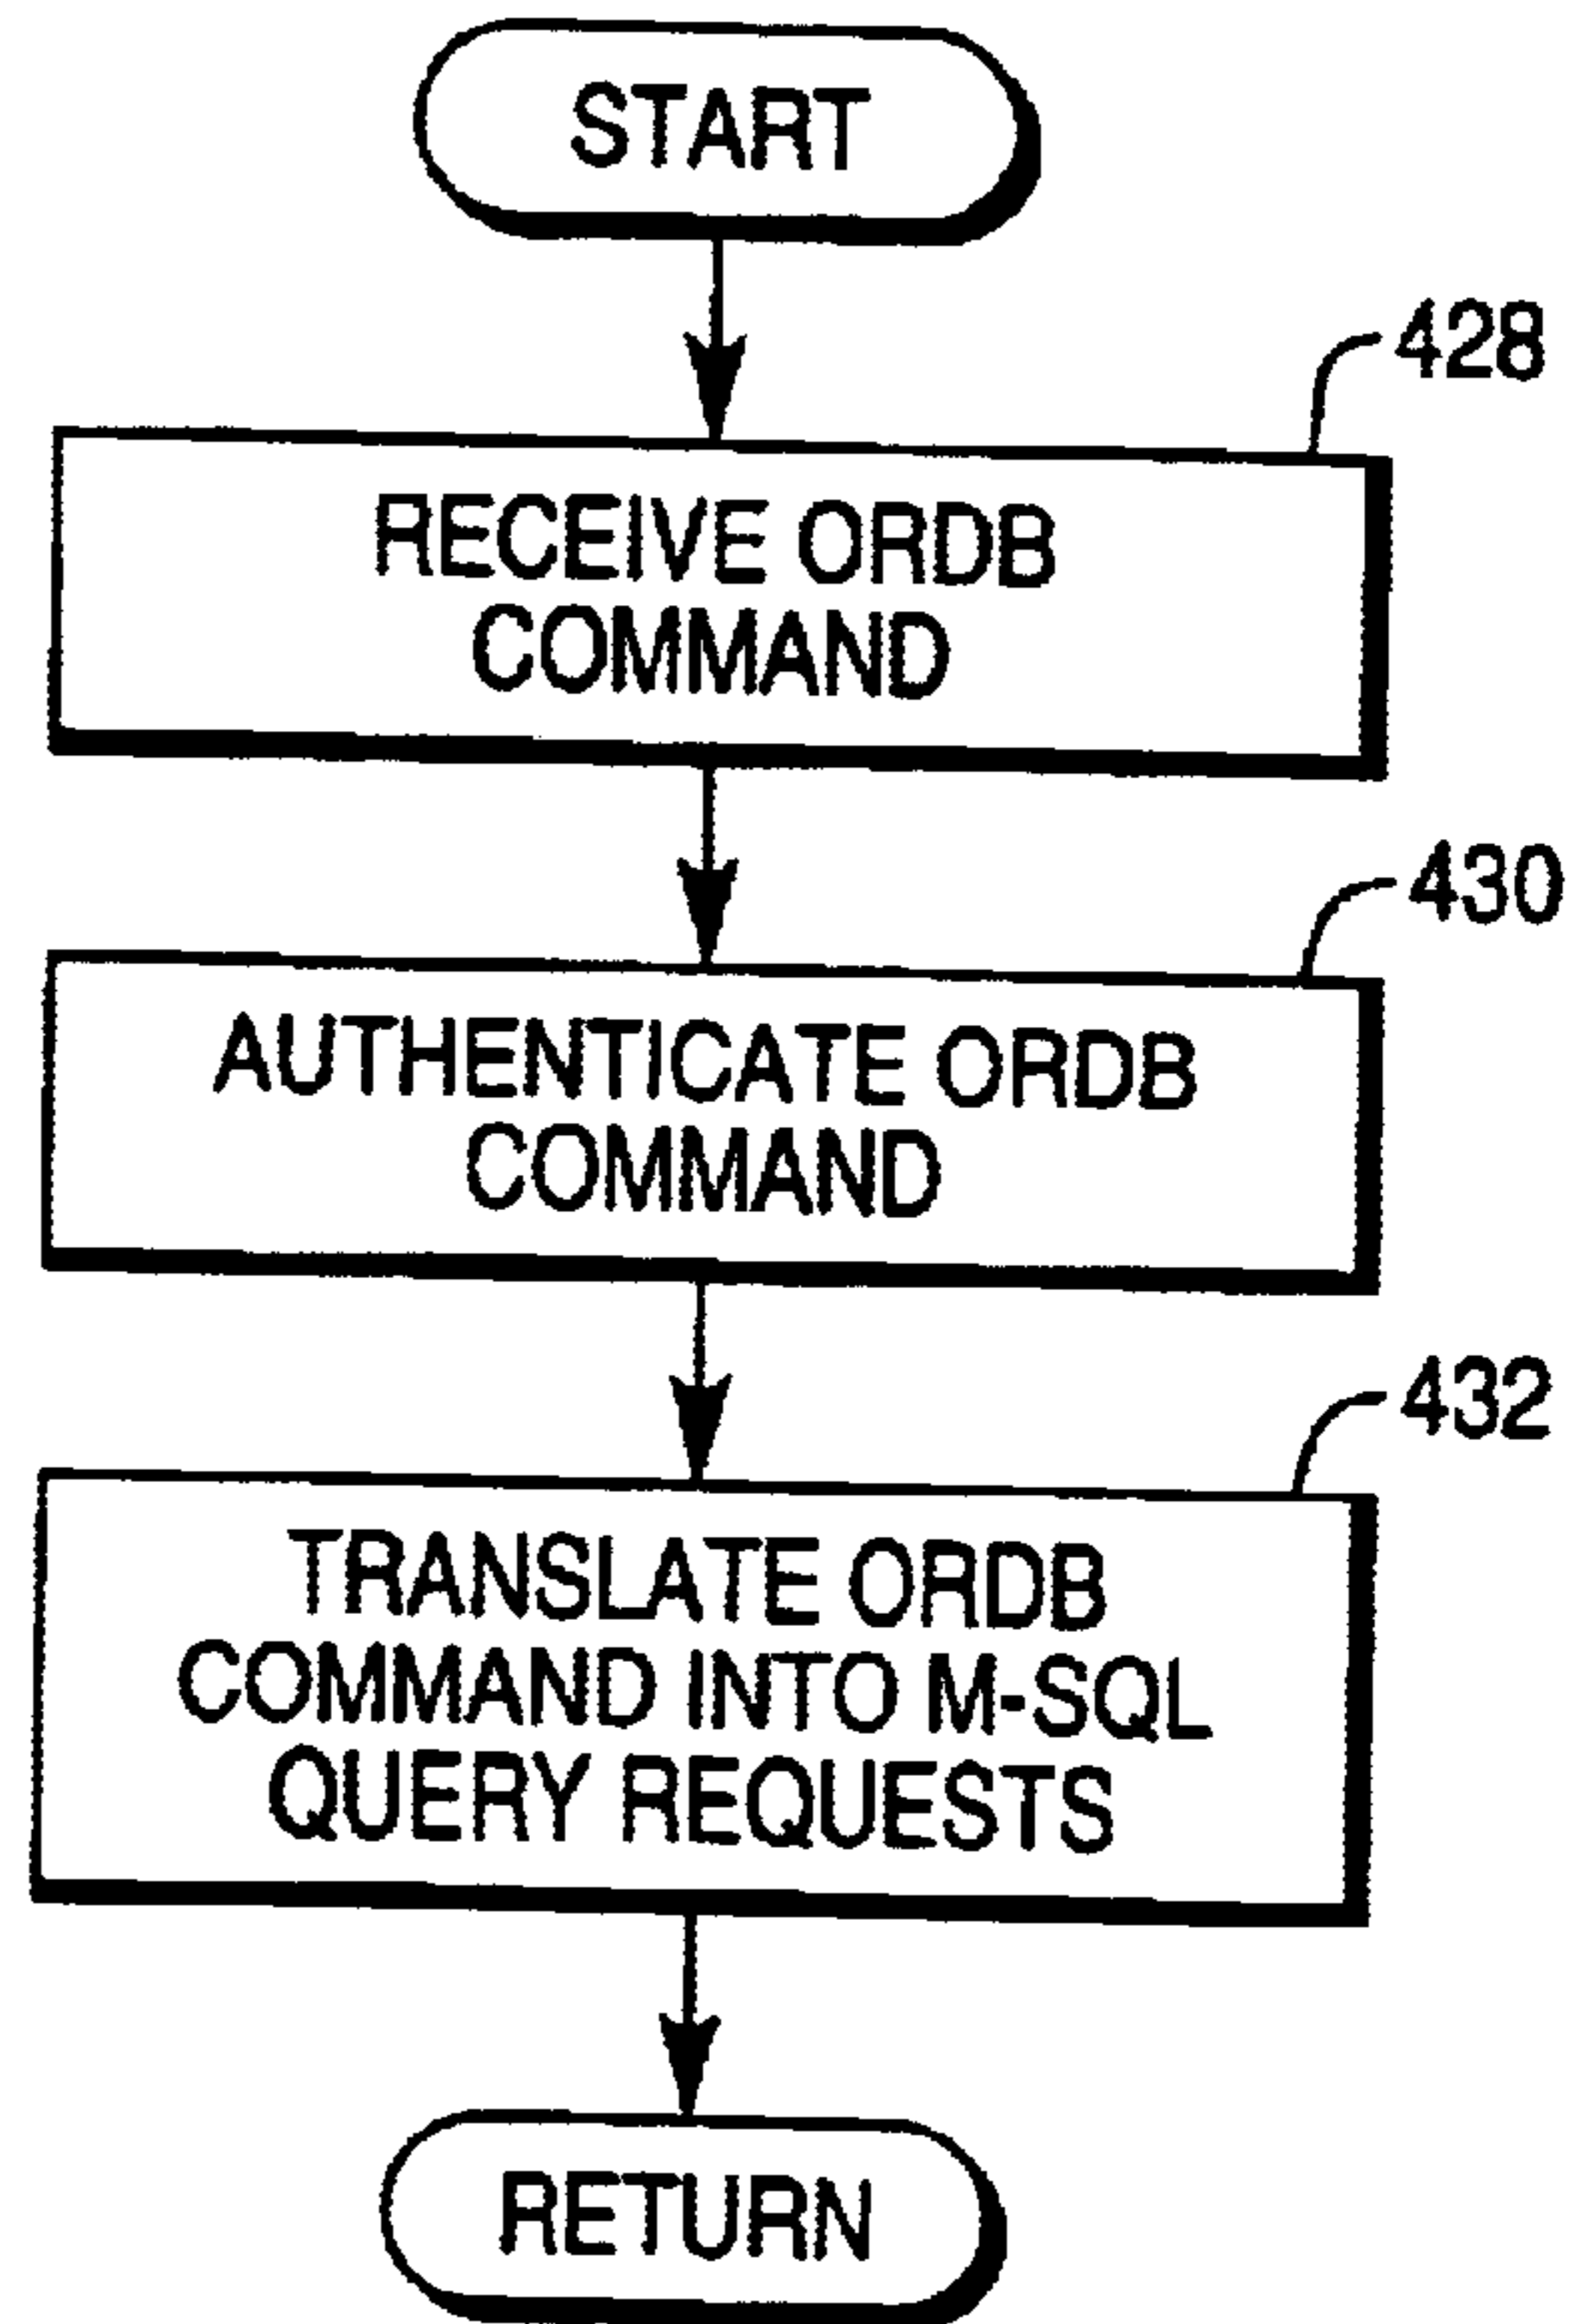 START
428
RECEIVE ORDB
COMMAND
430
AUTHENTICATE ORDB
COMMAND
432
TRANSLATE ORDB
COMMAND INTO M-SQL
QUERY REQUESTS
RETURN